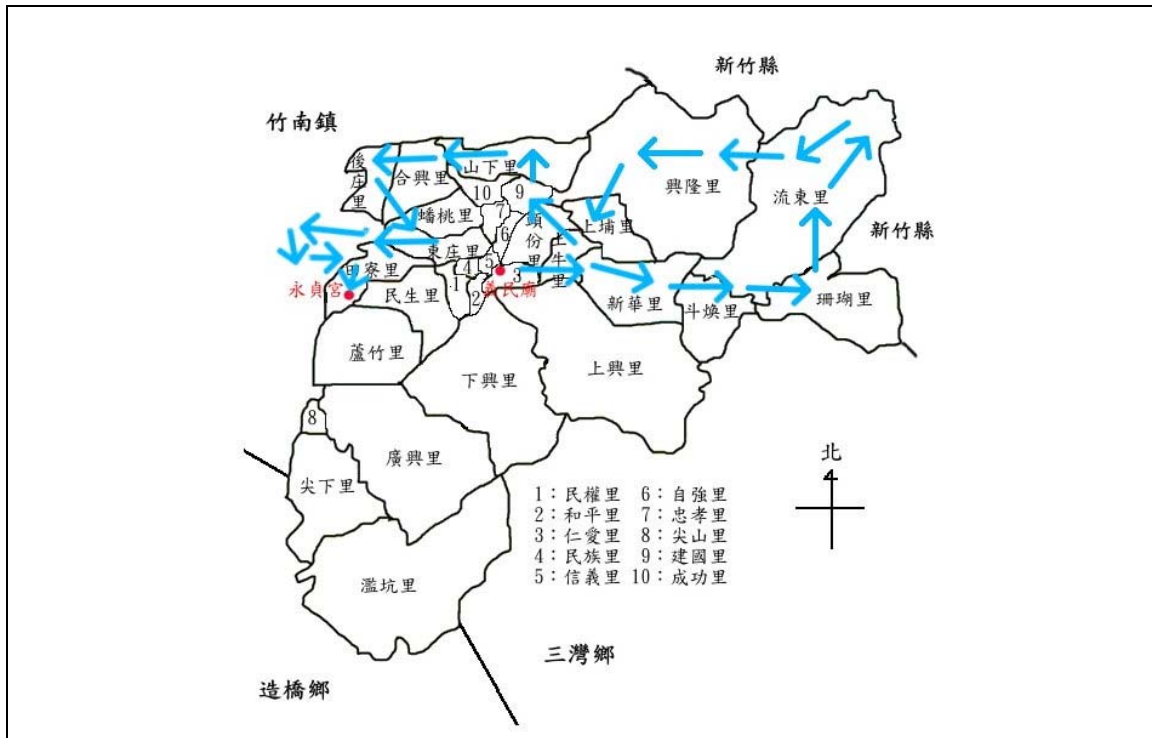 新竹縣
竹南鎮
後庄里
合興里
山下里
10
9
興隆里
流東里
蟠桃里
7
6
頭份里
上埔里
新竹縣
東庄里
上牛里
田寮里
4
5
3
永貞宮
民生里
1
2
義民廟
新華里
斗煥里
珊瑚里
蘆竹里
下興里
上興里
8
廣興里
尖下里
北
1：民權里 6：自強里
2：和平里 7：忠孝里
3：仁愛里 8：尖山里
4：民族里 9：建國里
5：信義里 10：成功里
濫坑里
三灣鄉
造橋鄉